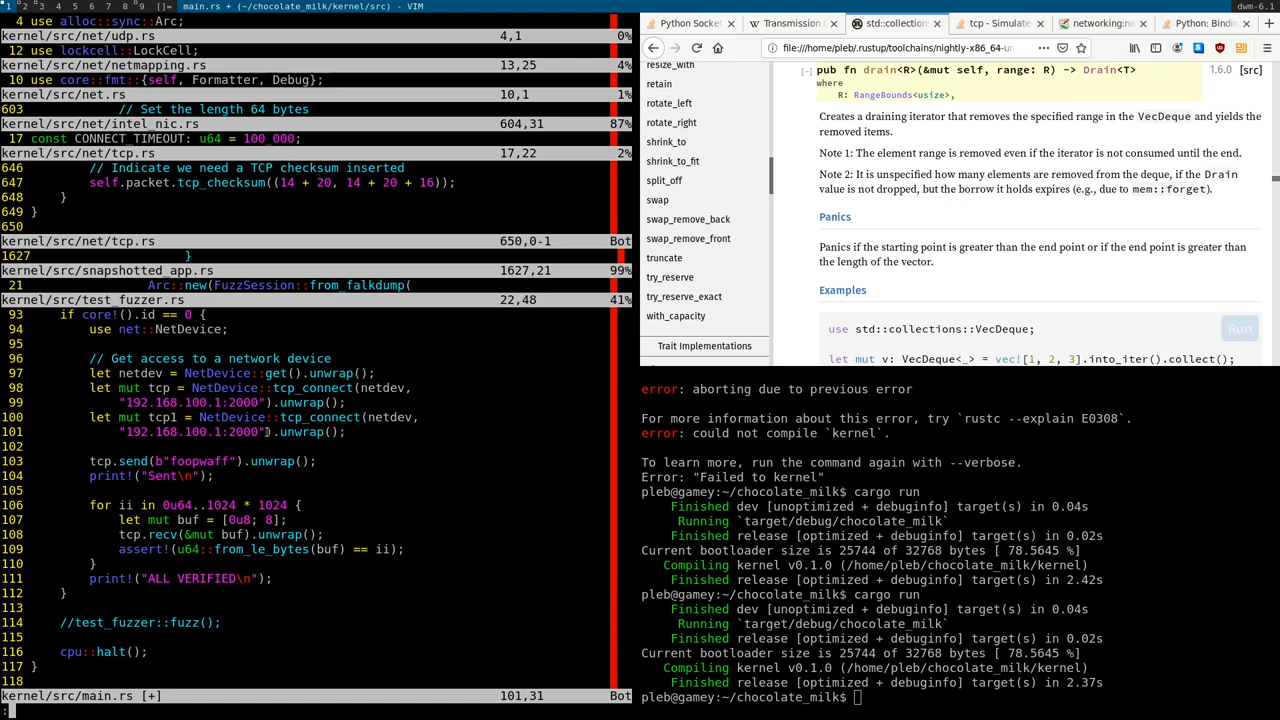 1 2 3 4 5 6 7 8 9 []= main.rs + (~/chocolate_milk/kernel/src) - VIM dwm-6.1
4 use alloc::sync::Arc;
kernel/src/net/udp.rs 4,1 0%
12 use lockcell::LockCell;
kernel/src/net/netmapping.rs 13,25 4%
10 use core::fmt::{self, Formatter, Debug};
kernel/src/net.rs 10,1 1%
603 // Set the length 64 bytes
kernel/src/net/intel_nic.rs 604,31 87%
17 const CONNECT_TIMEOUT: u64 = 100_000;
kernel/src/net/tcp.rs 17,22 2%
646 // Indicate we need a TCP checksum inserted
647 self.packet.tcp_checksum((14 + 20, 14 + 20 + 16));
648 }
649 }
650
kernel/src/net/tcp.rs 650,0-1 Bot
1627 }
kernel/src/snapshotted_app.rs 1627,21 99%
21 Arc::new(FuzzSession::from_falkdump(
kernel/src/test_fuzzer.rs 22,48 41%
93 if core!().id == 0 {
94 use net::NetDevice;
95
96 // Get access to a network device
97 let netdev = NetDevice::get().unwrap();
98 let mut tcp = NetDevice::tcp_connect(netdev,
99 "192.168.100.1:2000").unwrap();
100 let mut tcp1 = NetDevice::tcp_connect(netdev,
101 "192.168.100.1:2000").unwrap();
102
103 tcp.send(b"foopwaff").unwrap();
104 print!("Sent\n");
105
106 for ii in 0u64..1024 * 1024 {
107 let mut buf = [0u8; 8];
108 tcp.recv(&mut buf).unwrap();
109 assert!(u64::from_le_bytes(buf) == ii);
110 }
111 print!("ALL VERIFIED\n");
112 }
113
114 //test_fuzzer::fuzz();
115
116 cpu::halt();
117 }
118
kernel/src/main.rs [+] 101,31 Bot
:
Python Socket
Transmission C
std::collection
tcp - Simulate
networking:ne
Python: Bindin
file:///home/pleb/.rustup/toolchains/nightly-x86_64-un
resize_with
retain
rotate_left
rotate_right
shrink_to
shrink_to_fit
split_off
swap
swap_remove_back
swap_remove_front
truncate
try_reserve
try_reserve_exact
with_capacity
Trait Implementations
[-] pub fn drain<R>(&mut self, range: R) -> Drain<T> 1.6.0 [src]
where
R: RangeBounds<usize>,
Creates a draining iterator that removes the specified range in the VecDeque and yields the
removed items.
Note 1: The element range is removed even if the iterator is not consumed until the end.
Note 2: It is unspecified how many elements are removed from the deque, if the Drain
value is not dropped, but the borrow it holds expires (e.g., due to mem::forget).
Panics
Panics if the starting point is greater than the end point or if the end point is greater than
the length of the vector.
Examples
use std::collections::VecDeque;
Run
let mut v: VecDeque<_> = vec![1, 2, 3].into_iter().collect();
error: aborting due to previous error
For more information about this error, try `rustc --explain E0308`.
error: could not compile `kernel`.
To learn more, run the command again with --verbose.
Error: "Failed to kernel"
pleb@gamey:~/chocolate_milk$ cargo run
Finished dev [unoptimized + debuginfo] target(s) in 0.04s
Running `target/debug/chocolate_milk`
Finished release [optimized + debuginfo] target(s) in 0.02s
Current bootloader size is 25744 of 32768 bytes [ 78.5645 %]
Compiling kernel v0.1.0 (/home/pleb/chocolate_milk/kernel)
Finished release [optimized + debuginfo] target(s) in 2.42s
pleb@gamey:~/chocolate_milk$ cargo run
Finished dev [unoptimized + debuginfo] target(s) in 0.04s
Running `target/debug/chocolate_milk`
Finished release [optimized + debuginfo] target(s) in 0.02s
Current bootloader size is 25744 of 32768 bytes [ 78.5645 %]
Compiling kernel v0.1.0 (/home/pleb/chocolate_milk/kernel)
Finished release [optimized + debuginfo] target(s) in 2.37s
pleb@gamey:~/chocolate_milk$